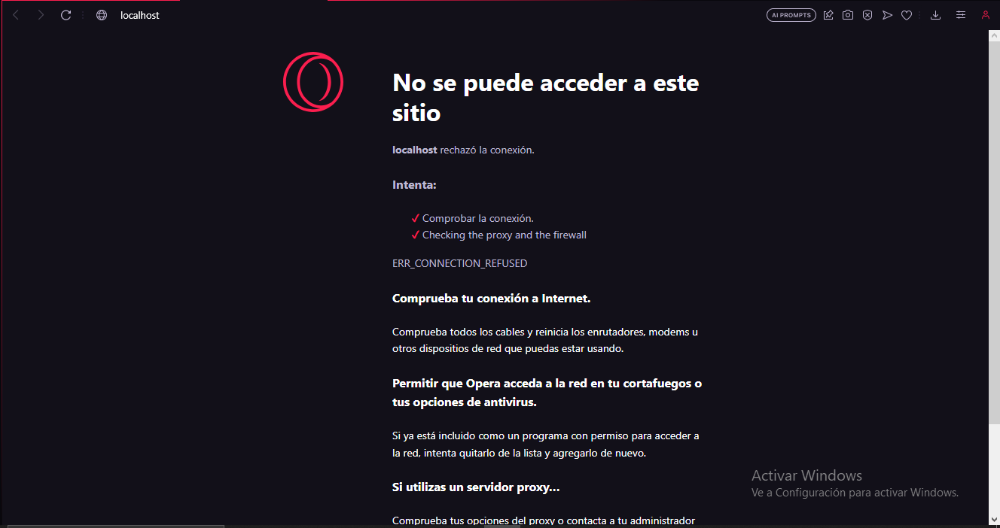 localhost
AI PROMPTS
No se puede acceder a este
sitio
localhost rechazó la conexión.
Intenta:
Comprobar la conexión.
Checking the proxy and the firewall
ERR_CONNECTION_REFUSED
Comprueba tu conexión a Internet.
Comprueba todos los cables y reinicia los enrutadores, modems u
otros dispositios de red que puedas estar usando.
Permitir que Opera acceda a la red en tu cortafuegos o
tus opciones de antivirus.
Si ya está incluido como un programa con permiso para acceder a
la red, intenta quitarlo de la lista y agregarlo de nuevo.
Si utilizas un servidor proxy...
Comprueba tus opciones del proxy o contacta a tu administrador
Activar Windows
Ve a Configuración para activar Windows.